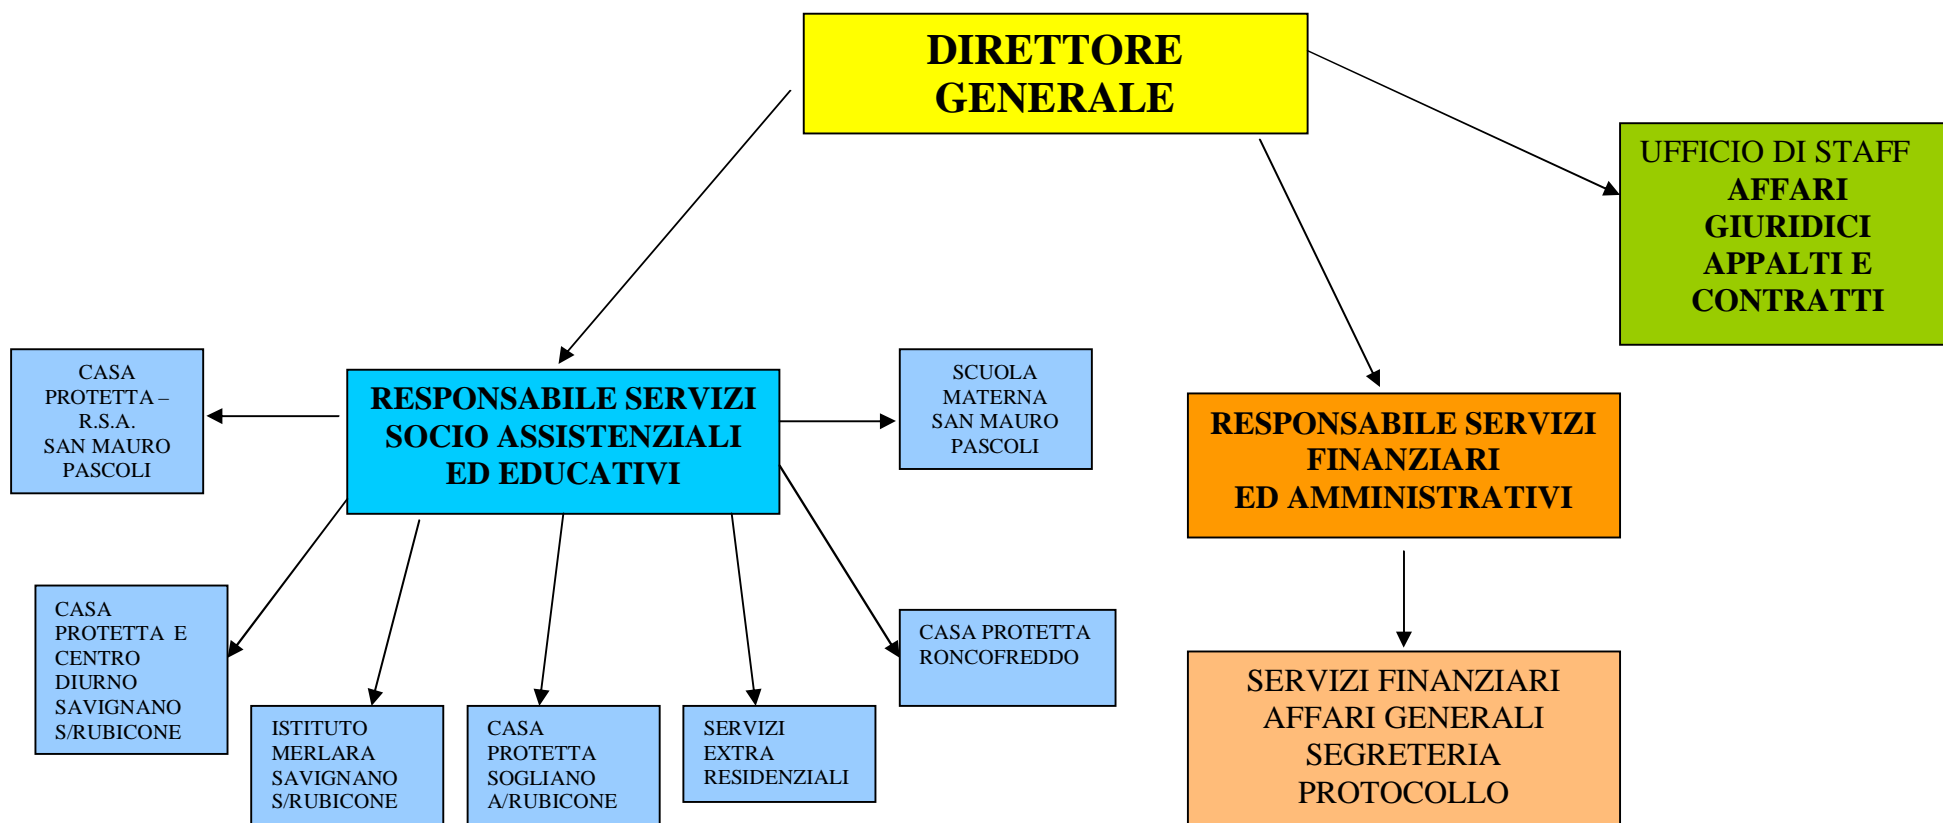 DIRETTORE
GENERALE
UFFICIO DI STAFF
AFFARI
GIURIDICI
APPALTI E
CONTRATTI
CASA
PROTETTA –
R.S.A.
SAN MAURO
PASCOLI
RESPONSABILE SERVIZI
SOCIO ASSISTENZIALI
ED EDUCATIVI
SCUOLA
MATERNA
SAN MAURO
PASCOLI
RESPONSABILE SERVIZI
FINANZIARI
ED AMMINISTRATIVI
CASA
PROTETTA E
CENTRO
DIURNO
SAVIGNANO
S/RUBICONE
ISTITUTO
MERLARA
SAVIGNANO
S/RUBICONE
CASA
PROTETTA
SOGLIANO
A/RUBICONE
SERVIZI
EXTRA
RESIDENZIALI
CASA PROTETTA
RONCOFREDDO
SERVIZI FINANZIARI
AFFARI GENERALI
SEGRETERIA
PROTOCOLLO